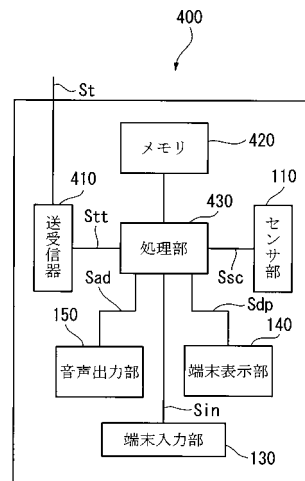 400
St
メモリ
420
410
送受信器
Stt
430
処理部
110
センサ部
Ssc
Sad
Sdp
150
音声出力部
140
端末表示部
Sin
端末入力部
130